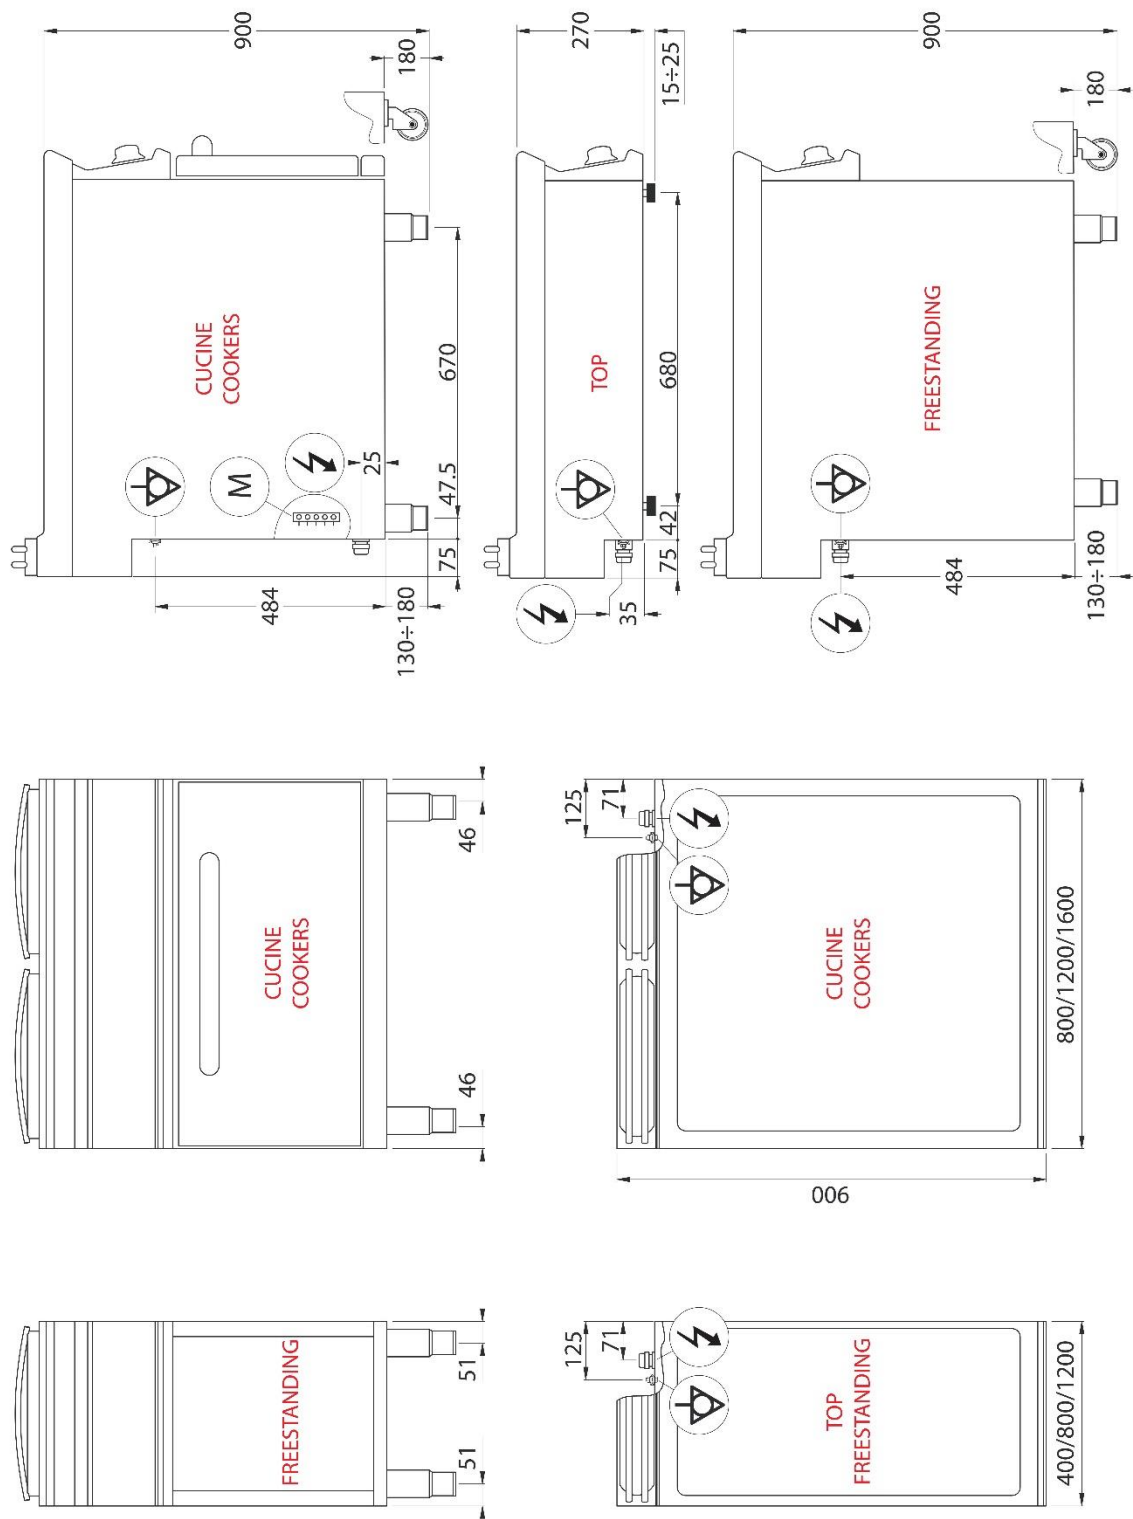 900
180
CUCINE
COOKERS
M
25
670
47.5
75
484
130÷180
270
15÷25
TOP
680
42
75
35
900
180
FREESTANDING
484
130÷180
46
CUCINE
COOKERS
46
125
71
CUCINE
COOKERS
800/1200/1600
900
51
FREESTANDING
51
125
71
TOP
FREESTANDING
400/800/1200